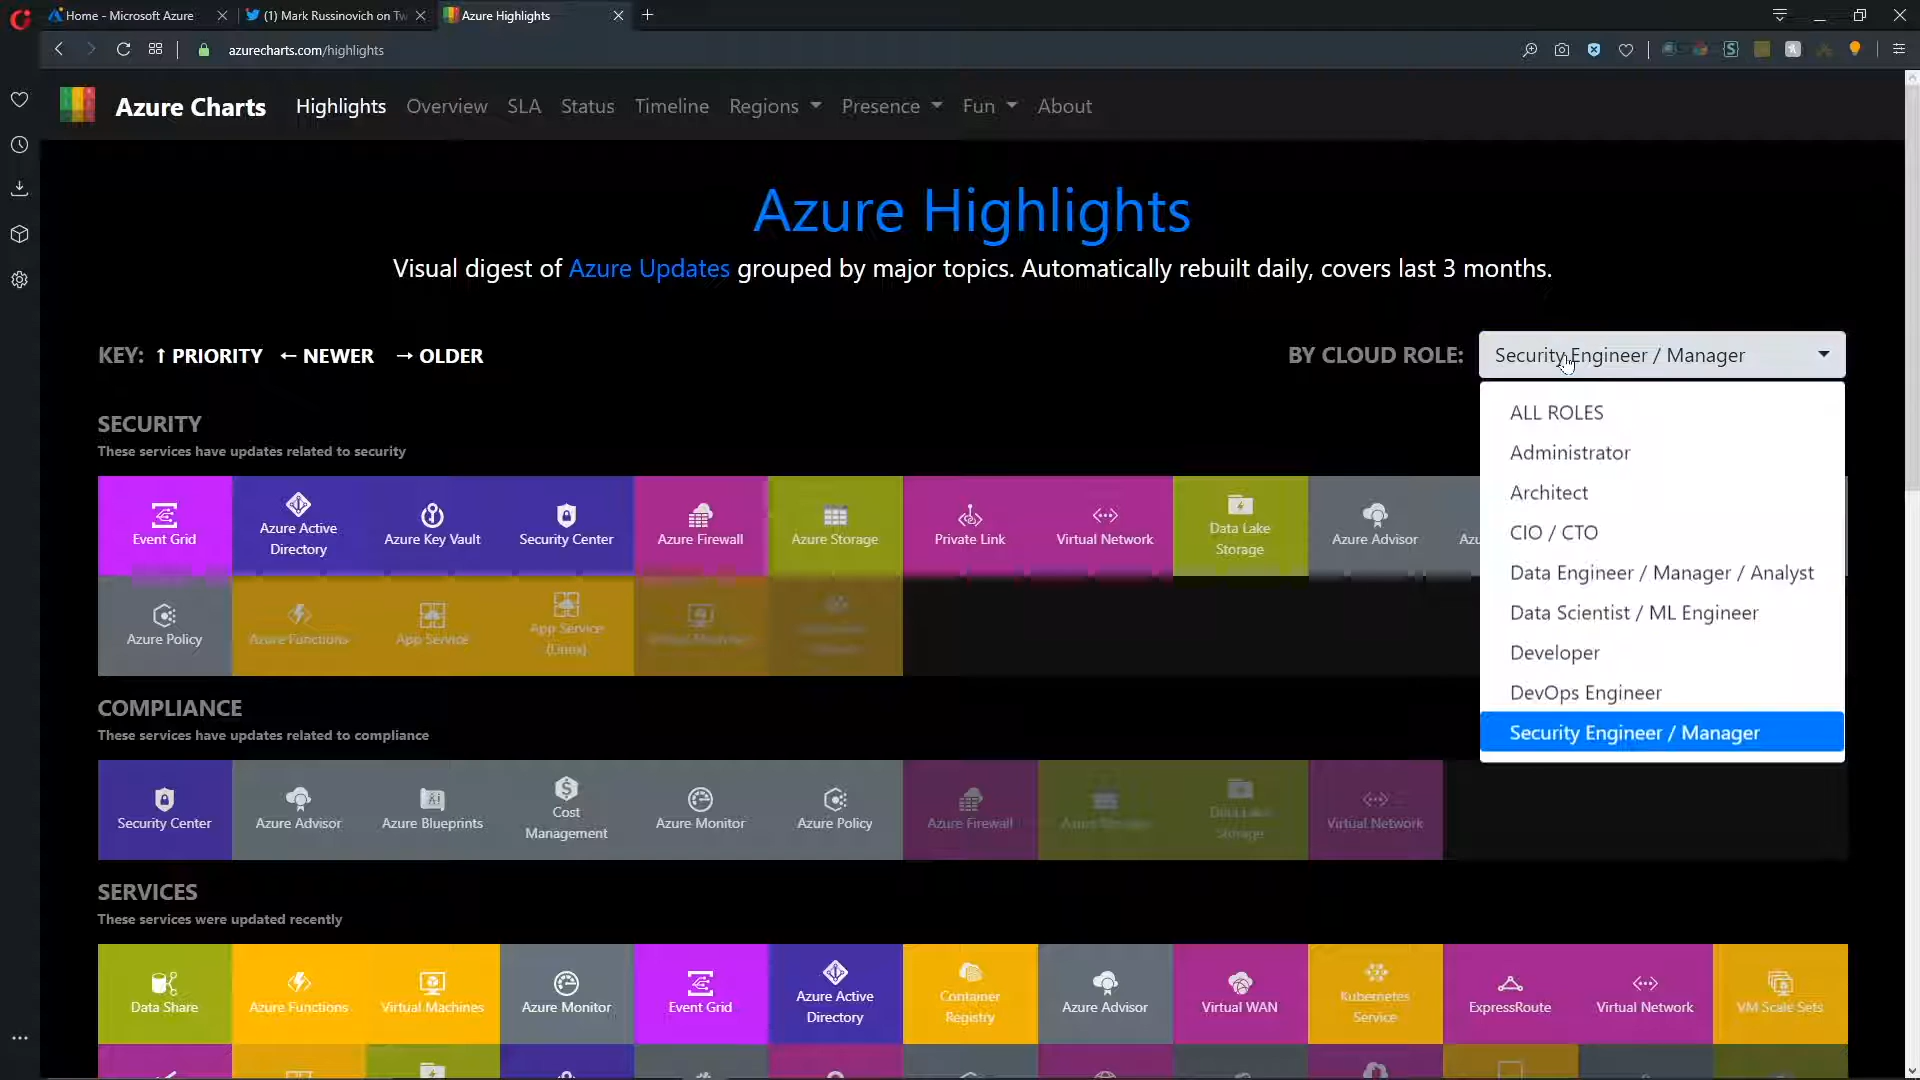 Home - Microsoft Azure
(1) Mark Russinovich on Tw
Azure Highlights
azurecharts.com/highlights
Azure Charts
Highlights
Overview
SLA
Status
Timeline
Regions
Presence
Fun
About
Azure Highlights
Visual digest of Azure Updates grouped by major topics. Automatically rebuilt daily, covers last 3 months.
KEY: ↑ PRIORITY ← NEWER → OLDER
BY CLOUD ROLE:
Security Engineer / Manager
ALL ROLES
Administrator
Architect
CIO / CTO
Data Engineer / Manager / Analyst
Data Scientist / ML Engineer
Developer
DevOps Engineer
Security Engineer / Manager
SECURITY
These services have updates related to security
Event Grid
Azure Active
Directory
Azure Key Vault
Security Center
Azure Firewall
Azure Storage
Private Link
Virtual Network
Data Lake
Storage
Azure Advisor
Azure Policy
Azure Functions
App Service
App Service
(Linux)
COMPLIANCE
These services have updates related to compliance
Security Center
Azure Advisor
Azure Blueprints
Cost
Management
Azure Monitor
Azure Policy
Azure Firewall
Azure Storage
Data Lake
Storage
Virtual Network
SERVICES
These services were updated recently
Data Share
Azure Functions
Virtual Machines
Azure Monitor
Event Grid
Azure Active
Directory
Container
Registry
Azure Advisor
Virtual WAN
Kubernetes
Service
ExpressRoute
Virtual Network
VM Scale Sets